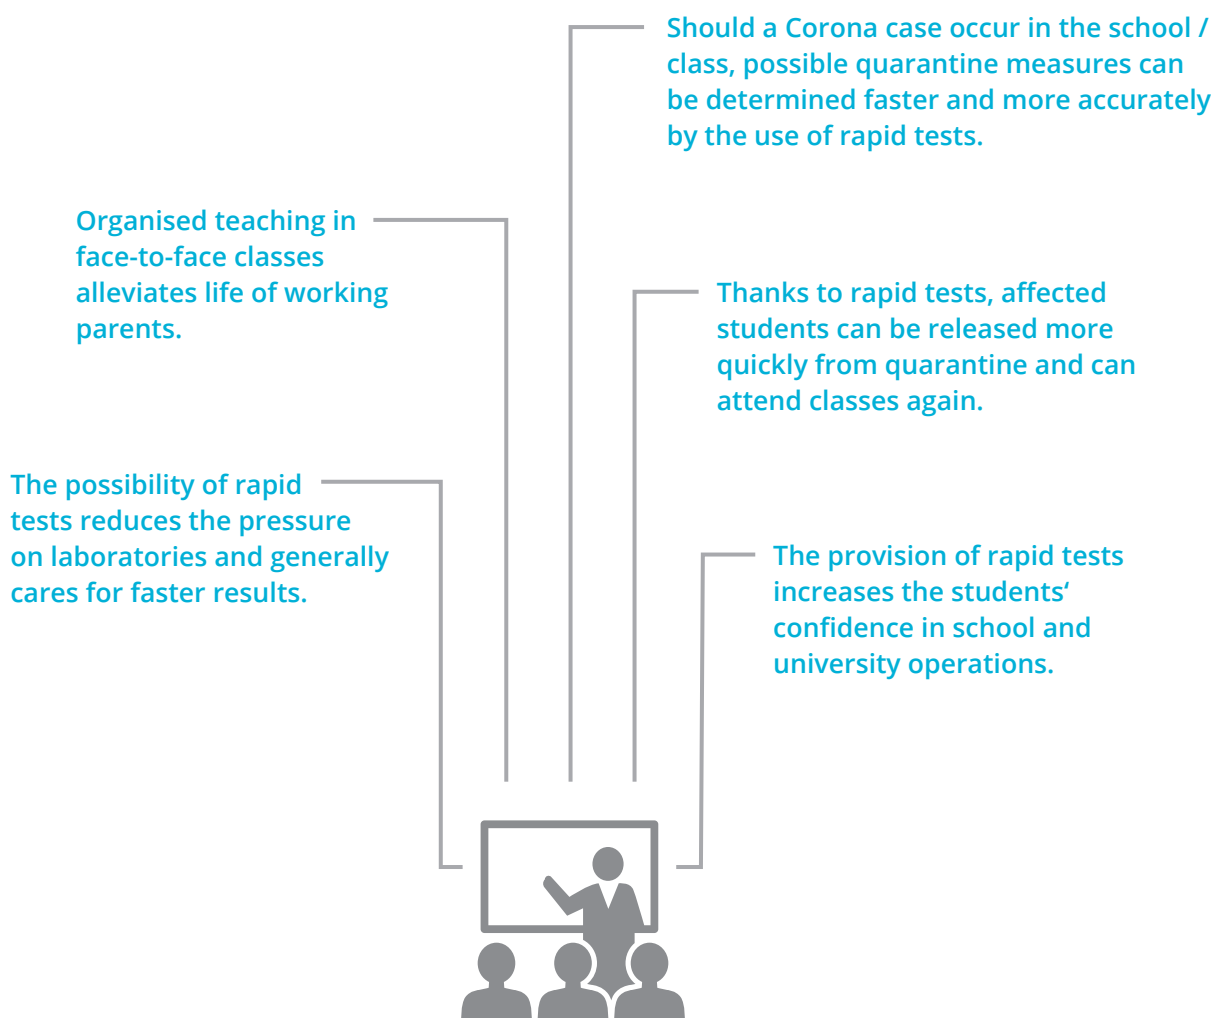 Should a Corona case occur in the school /
class, possible quarantine measures can
be determined faster and more accurately
by the use of rapid tests.
Organised teaching in
face-to-face classes
alleviates life of working
parents.
Thanks to rapid tests, affected
students can be released more
quickly from quarantine and can
attend classes again.
The possibility of rapid
tests reduces the pressure
on laboratories and generally
cares for faster results.
The provision of rapid tests
increases the students‘
confidence in school and
university operations.